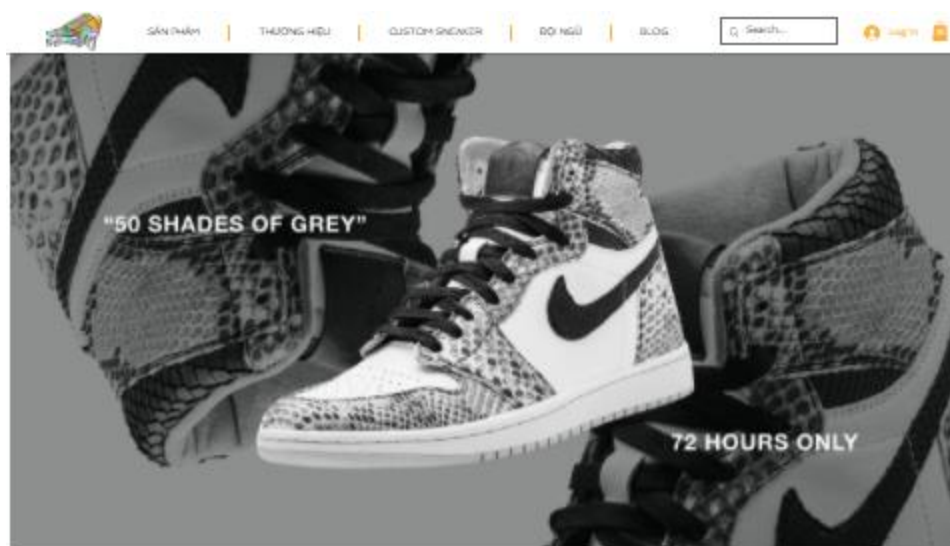 SẢN PHẨM
THƯƠNG HIỆU
CUSTOM SNEAKER
ĐỘI NGŨ
BLOG
Search...
Log In
"50 SHADES OF GREY"
72 HOURS ONLY